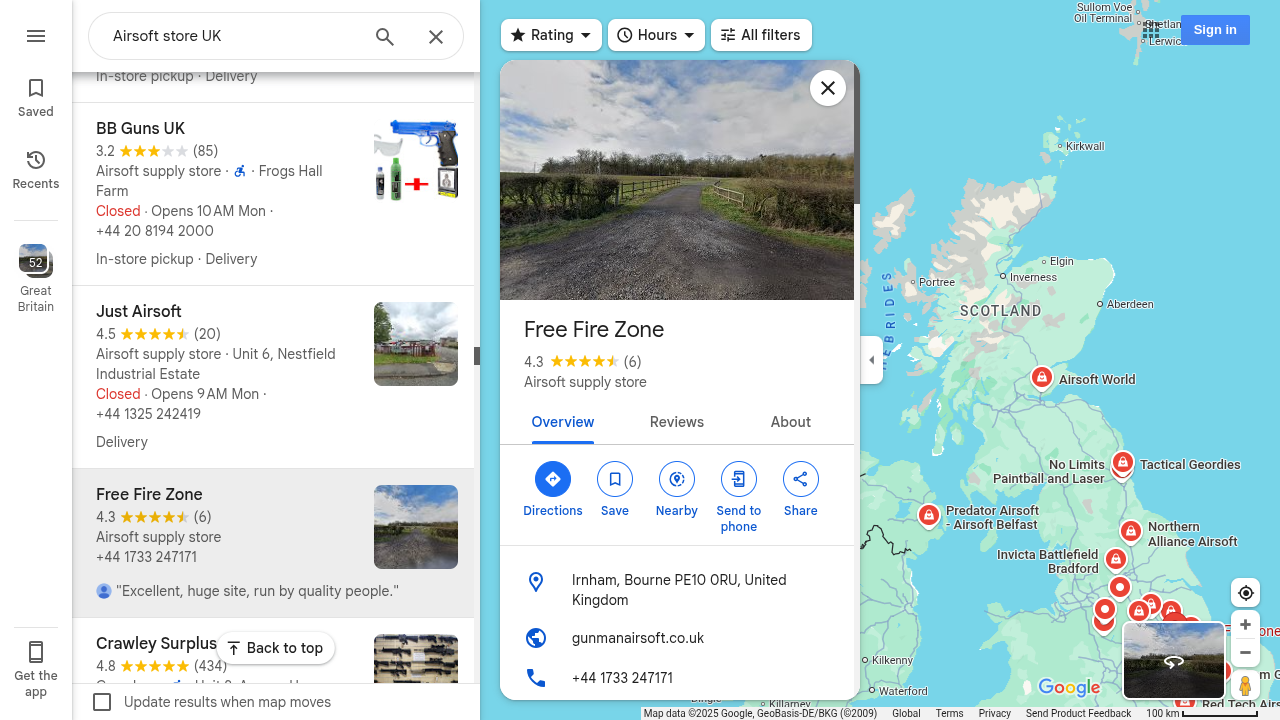 Airsoft store UK
Saved
Recents
52
Great
Britain
Get the
app
In-store pickup · Delivery
BB Guns UK
3.2 (85)
Airsoft supply store · · Frogs Hall
Farm
Closed · Opens 10 AM Mon ·
+44 20 8194 2000
In-store pickup · Delivery
Just Airsoft
4.5 (20)
Airsoft supply store · Unit 6, Nestfield
Industrial Estate
Closed · Opens 9 AM Mon ·
+44 1325 242419
Delivery
Free Fire Zone
4.3 (6)
Airsoft supply store
+44 1733 247171
"Excellent, huge site, run by quality people."
Crawley Surplus
4.8 (434)
Back to top
Update results when map moves
Rating
Hours
All filters
Sign in
Free Fire Zone
4.3 (6)
Airsoft supply store
Overview
Reviews
About
Directions
Save
Nearby
Send to
phone
Share
Irnham, Bourne PE10 0RU, United
Kingdom
gunmanairsoft.co.uk
+44 1733 247171
Sullom Voe
Oil Terminal
Lerwick
Kirkwall
Elgin
Inverness
Portree
SCOTLAND
Aberdeen
Airsoft World
No Limits
Paintball and Laser
Tactical Geordies
Predator Airsoft
- Airsoft Belfast
Northern
Alliance Airsoft
Invicta Battlefield
Bradford
Kilkenny
Waterford
Killarney
Google
Map data ©2025 Google, GeoBasis-DE/BKG (©2009)
Global
Terms
Privacy
Send Product Feedback
100 km